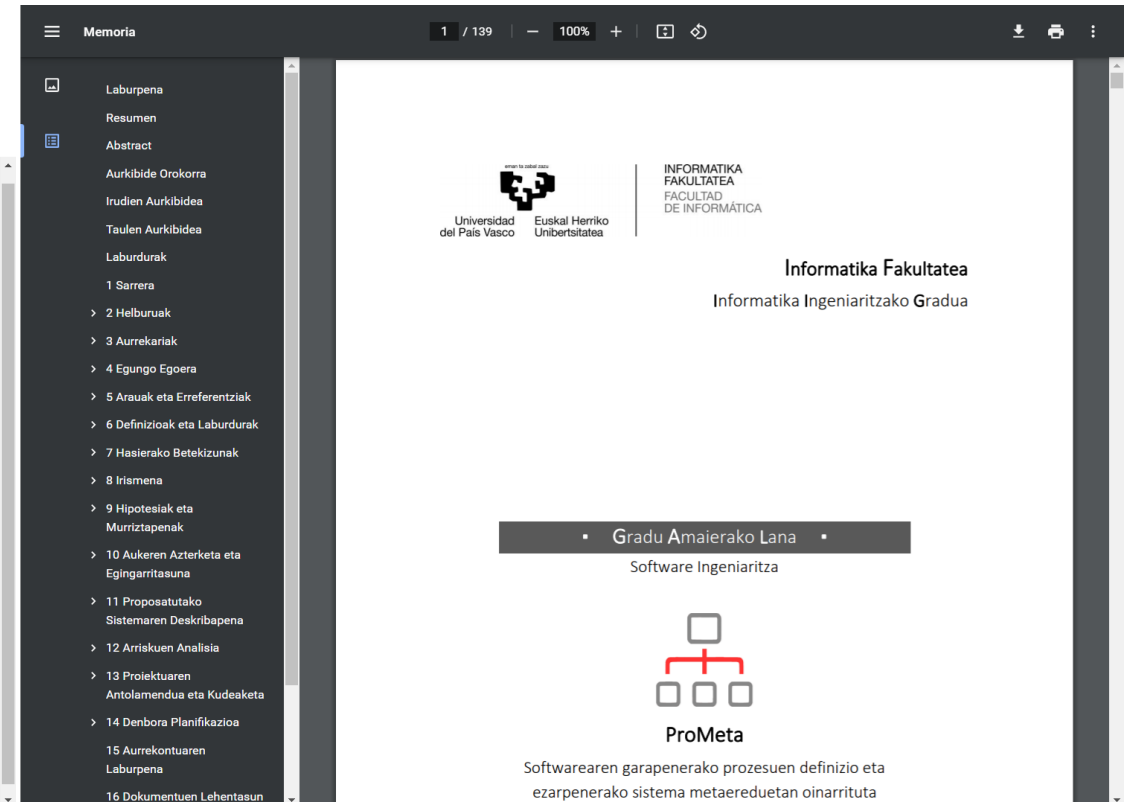 Memoria
1 / 139
100%
Laburpena
Resumen
Abstract
Aurkibide Orokorra
Irudien Aurkibidea
Taulen Aurkibidea
Laburdurak
1 Sarrera
2 Helburuak
3 Aurrekariak
4 Egungo Egoera
5 Arauak eta Erreferentziak
6 Definizioak eta Laburdurak
7 Hasierako Betekizunak
8 Irismena
9 Hipotesiak eta
Murriztapenak
10 Aukeren Azterketa eta
Egingarritasuna
11 Proposatutako
Sistemaren Deskribapena
12 Arriskuen Analisia
13 Proiektuaren
Antolamendua eta Kudeaketa
14 Denbora Planifikazioa
15 Aurrekontuaren
Laburpena
16 Dokumentuen Lehentasun
eman ta zabal zazu
Universidad
del País Vasco
Euskal Herriko
Unibertsitatea
INFORMATIKA
FAKULTATEA
FACULTAD
DE INFORMÁTICA
Informatika Fakultatea
Informatika Ingeniaritzako Gradua
▪ Gradu Amaierako Lana ▪
Software Ingeniaritza
ProMeta
Softwarearen garapenerako prozesuen definizio eta
ezarpenerako sistema metaereduetan oinarrituta